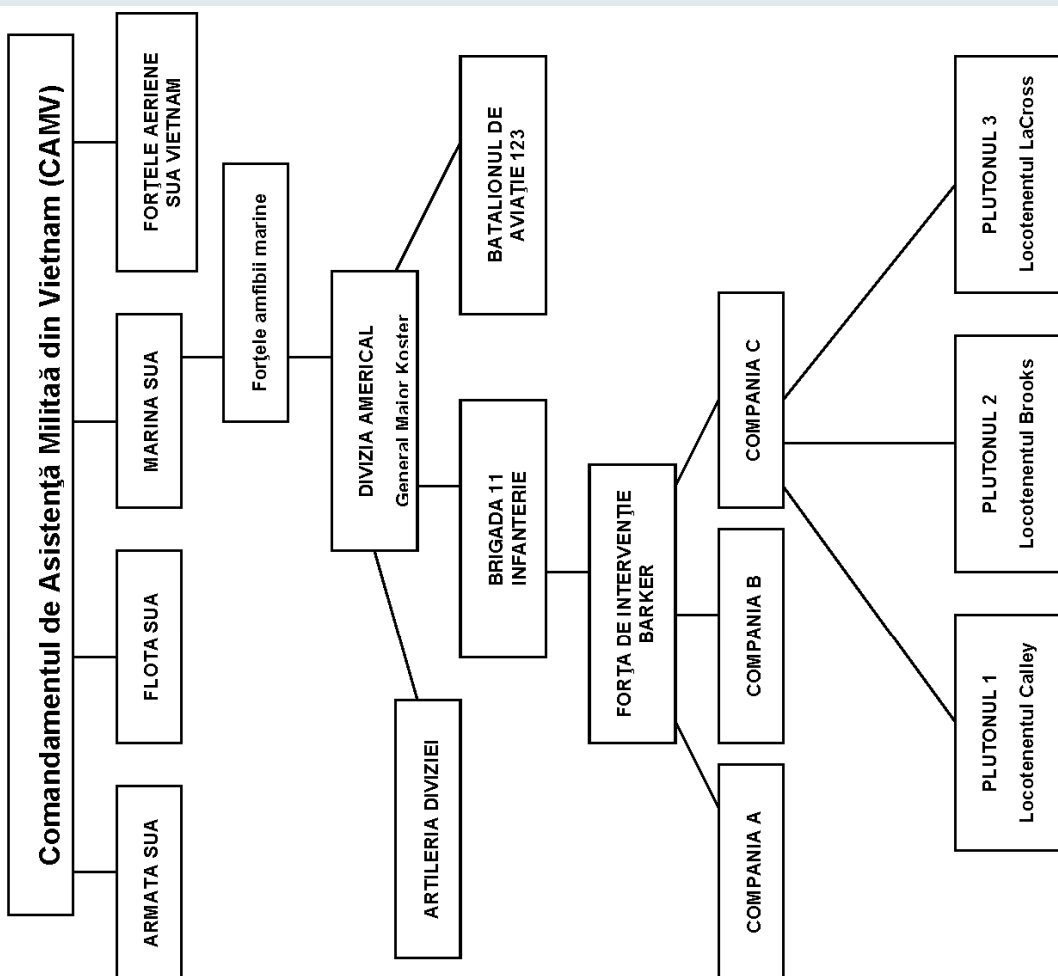 Comandamentul de Asistenţă Militaă din Vietnam (CAMV)
ARMATA SUA
FLOTA SUA
MARINA SUA
FORŢELE AERIENE
SUA VIETNAM
Forţele amfibii marine
DIVIZIA AMERICAL
General Maior Koster
ARTILERIA DIVIZIEI
BRIGADA 11
INFANTERIE
BATALIONUL DE
AVIAŢIE 123
FORŢA DE INTERVENŢIE
BARKER
COMPANIA A
COMPANIA B
COMPANIA C
PLUTONUL 1
Locotenentul Calley
PLUTONUL 2
Locotenentul Brooks
PLUTONUL 3
Locotenentul LaCross